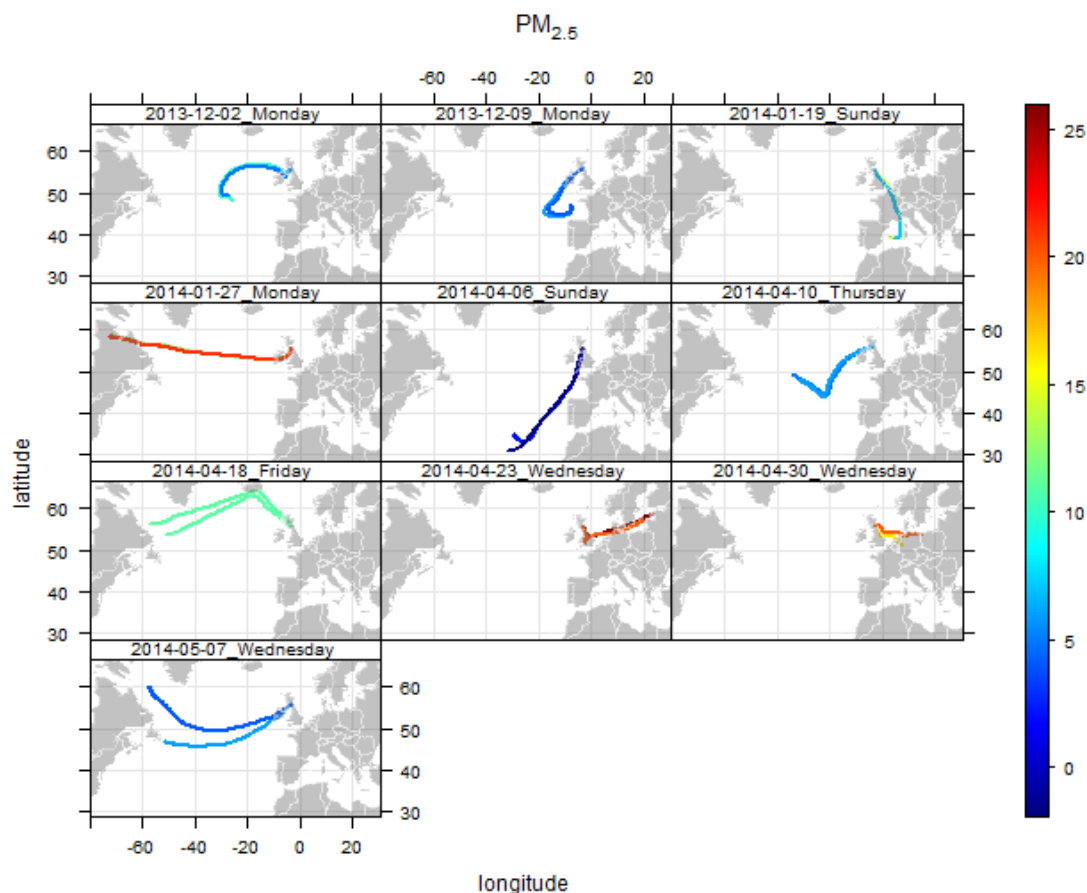 PM2.5
-60 -20 0 20
2013-12-02_Monday 2013-12-09_Monday 2014-01-19_Sunday
60
50
40
30
2014-01-27_Monday 2014-04-06_Sunday 2014-04-10_Thursday
60
50
40
30
2014-04-18_Friday 2014-04-23_Wednesday 2014-04-30_Wednesday
60
50
40
30
2014-05-07_Wednesday
60
50
40
30
-60 -20 0 20
latitude
longitude
25
20
15
10
5
0